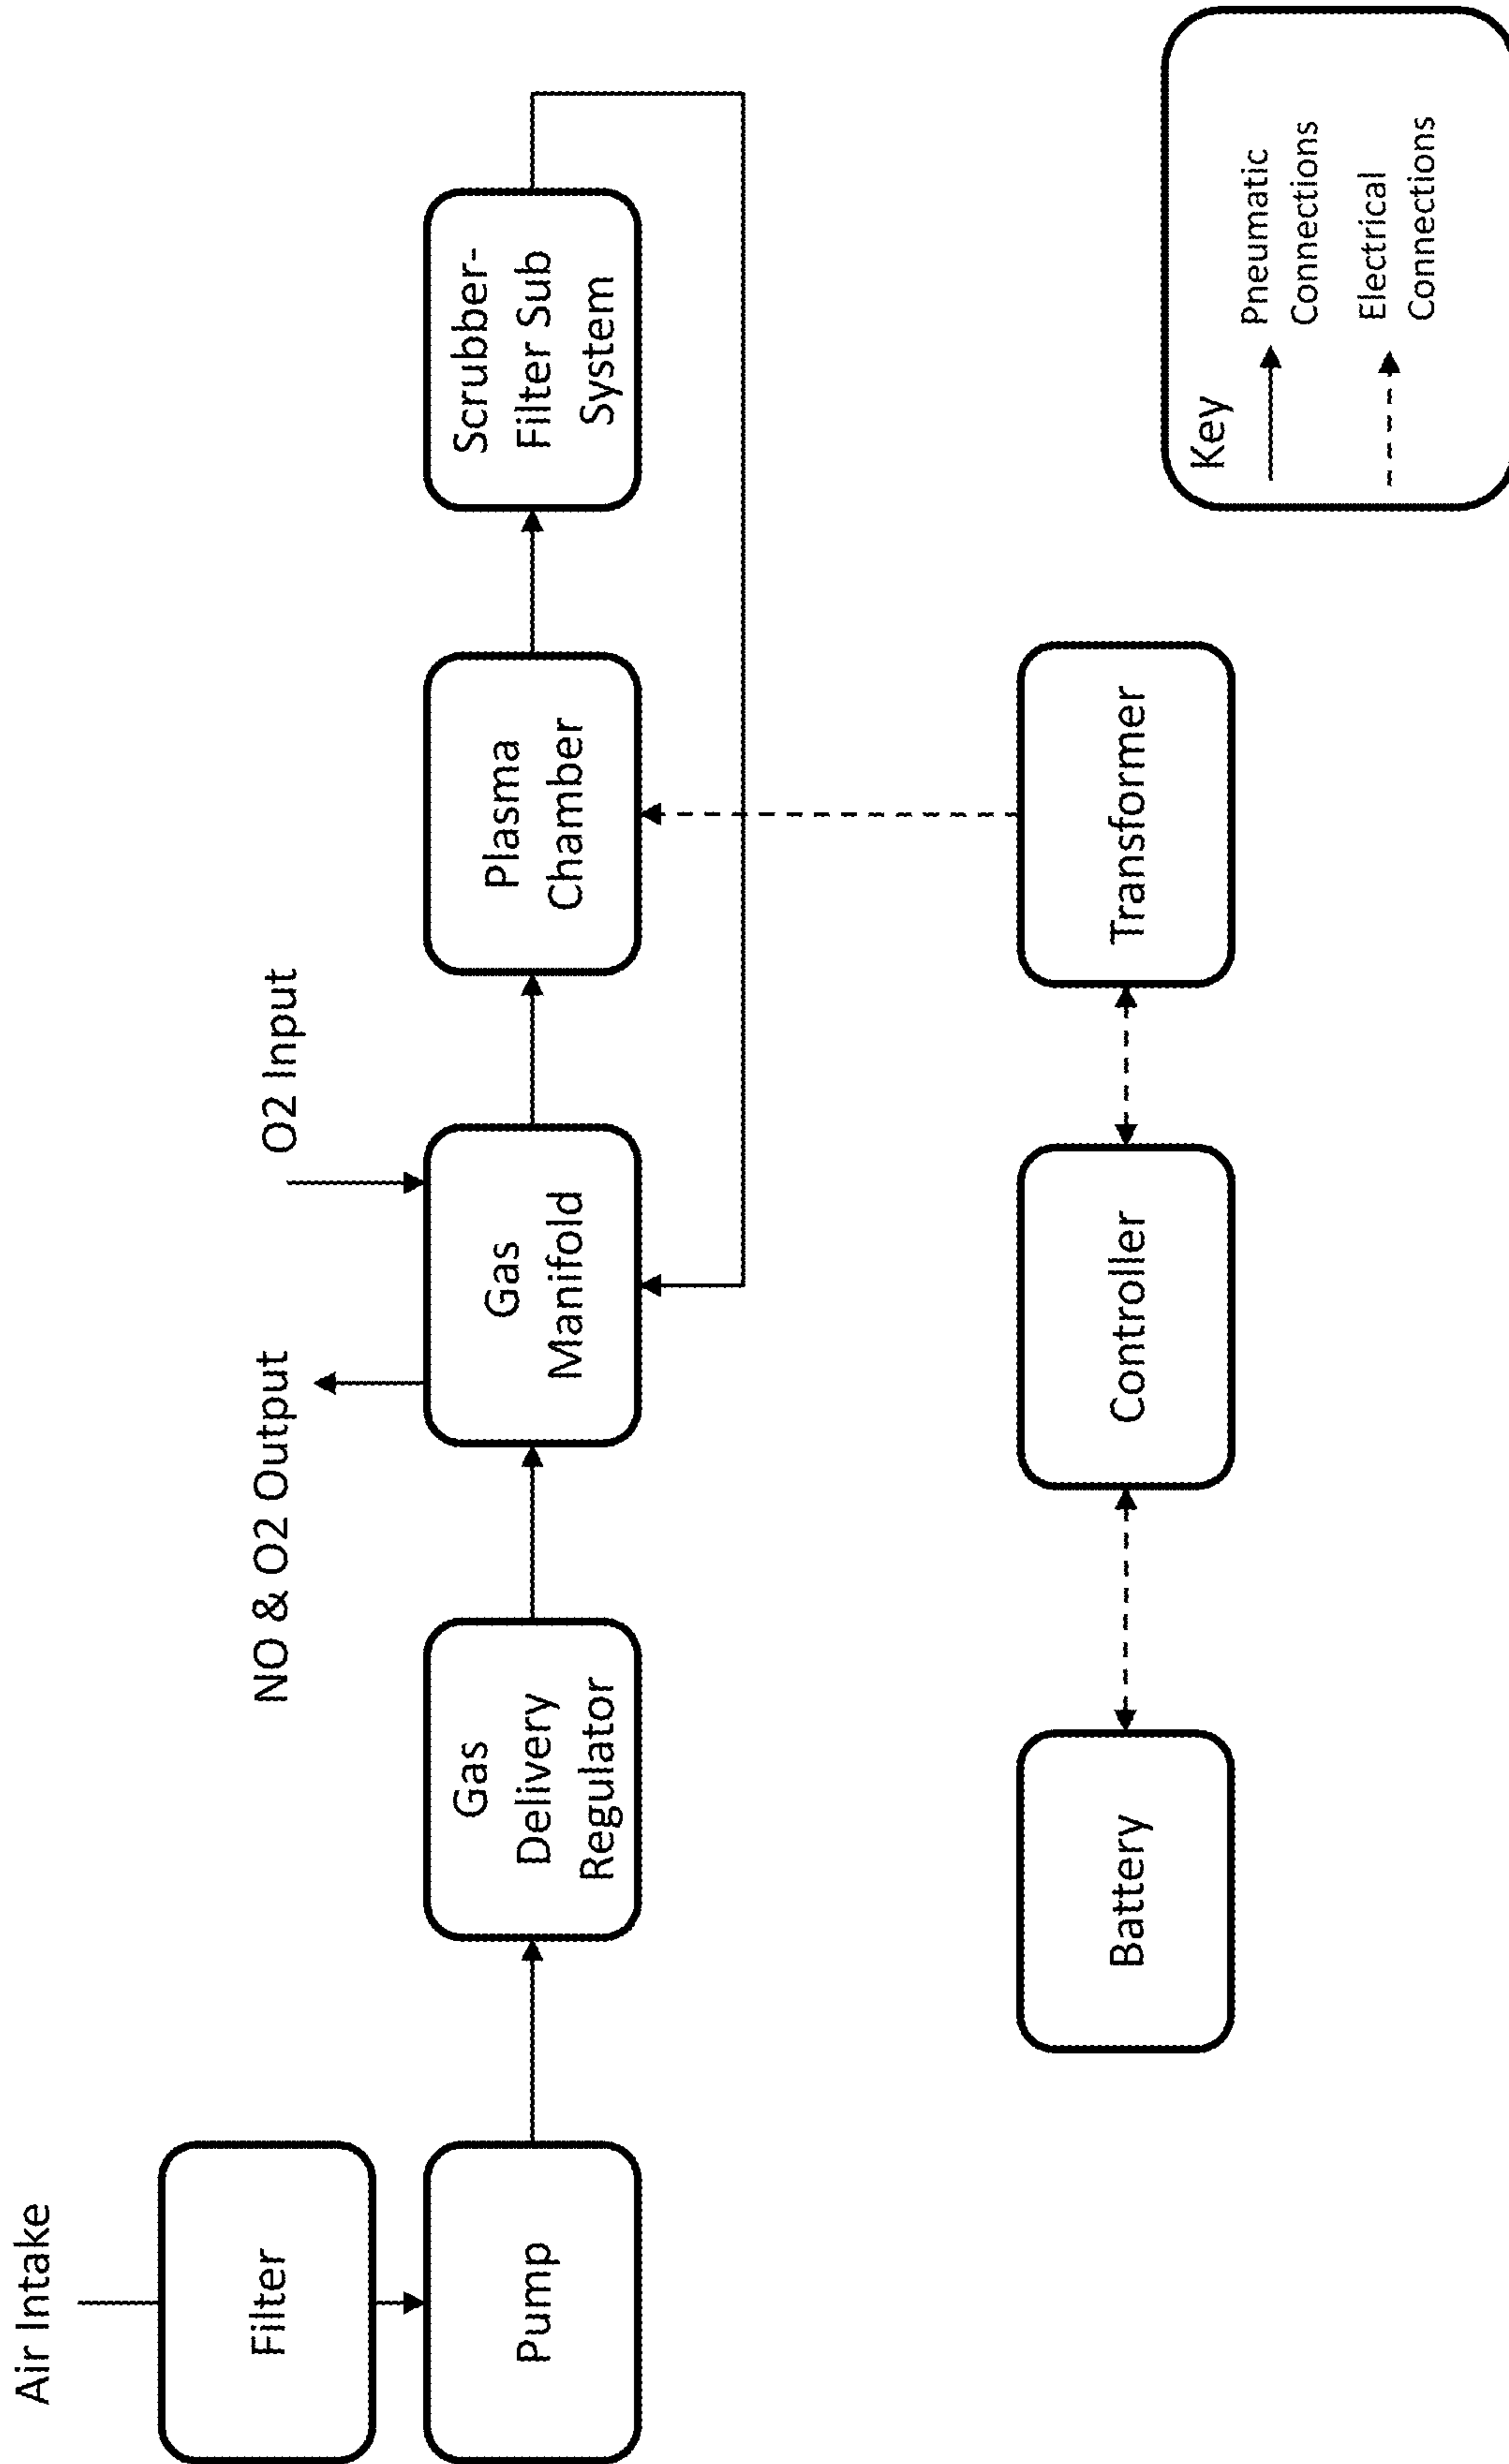 Air Intake
Filter
Pump
Gas
Delivery
Regulator
NO & O2 Output
O2 Input
Gas
Manifold
Plasma
Chamber
Scrubber-
Filter Sub
System
Battery
Controller
Transformer
Key
Pneumatic
Connections
Electrical
Connections